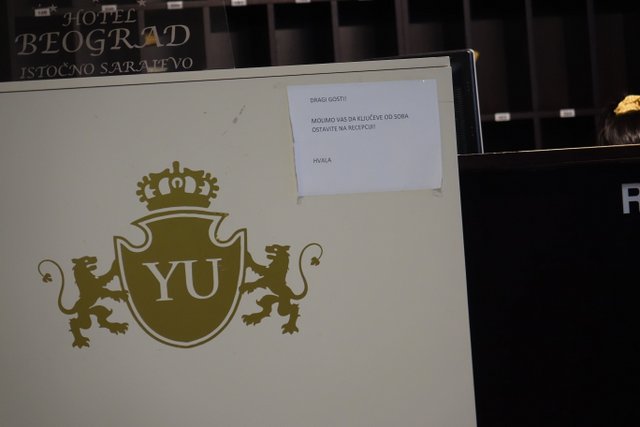 HOTEL
BEOGRAD
ISTOČNO SARAJEVO
DRAGI GOSTI!
MOLIMO VAS DA KLJUČEVE OD SOBA
OSTAVITE NA RECEPCIJI!
HVALA
YU
R